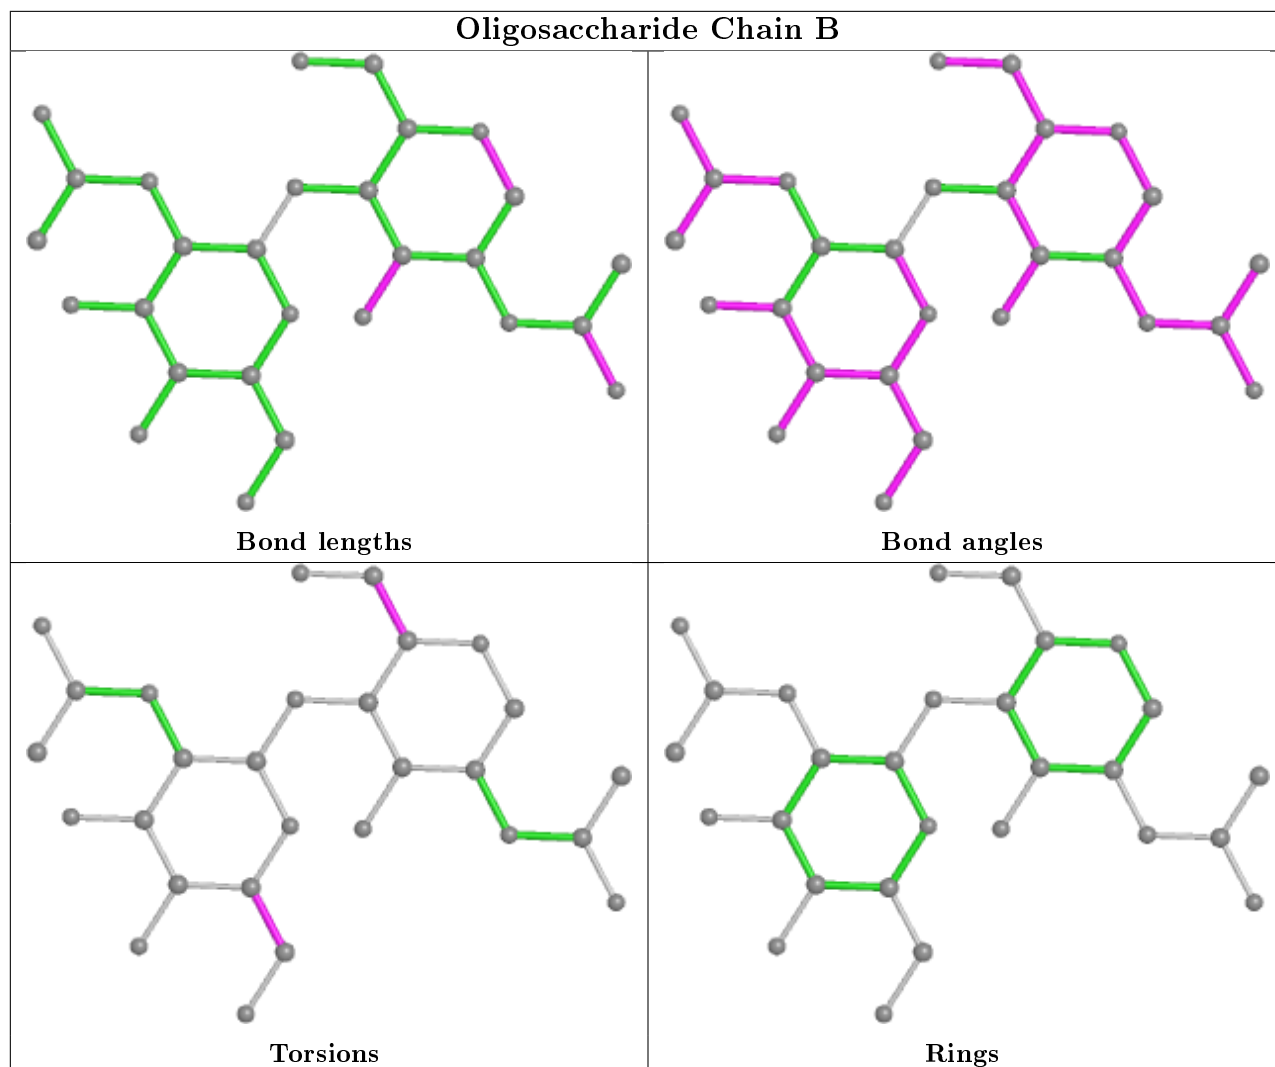 Oligosaccharide Chain B
Bond lengths
Bond angles
Torsions
Rings